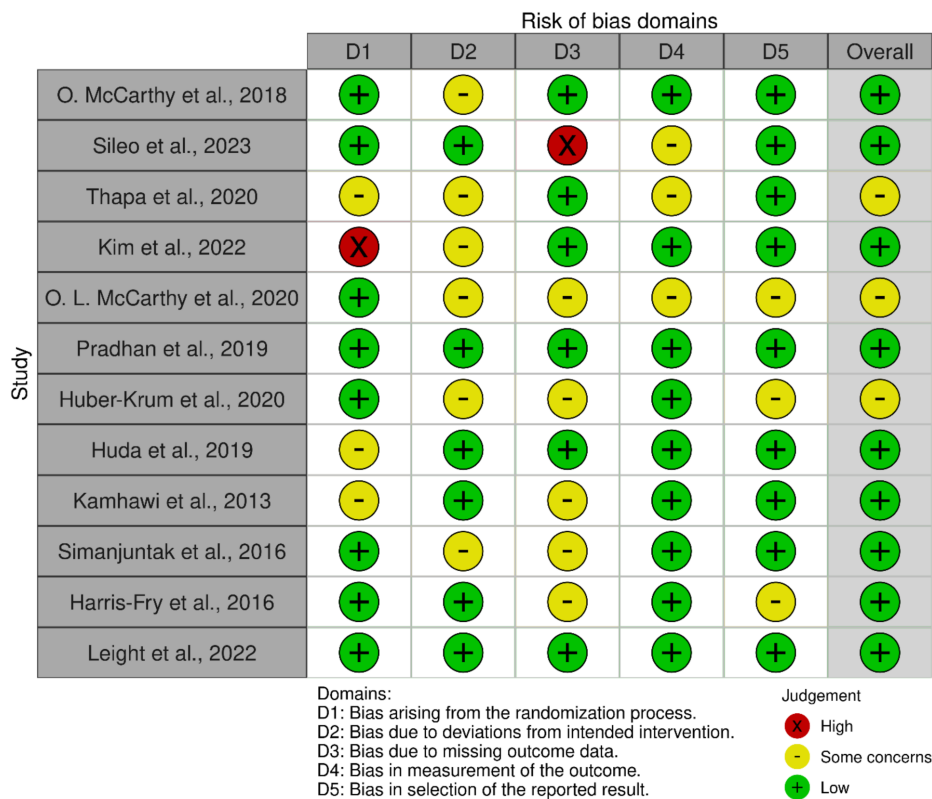 Risk of bias domains
D1 D2 D3 D4 D5 Overall
Study
O. McCarthy et al., 2018 + - + + + +
Sileo et al., 2023 + + X - + +
Thapa et al., 2020 - - + - + -
Kim et al., 2022 X - + + + +
O. L. McCarthy et al., 2020 + - - - - -
Pradhan et al., 2019 + + + + + +
Huber-Krum et al., 2020 + - - + - -
Huda et al., 2019 - + + + + +
Kamhawi et al., 2013 - + - + + +
Simanjuntak et al., 2016 + - - + + +
Harris-Fry et al., 2016 + + - + - +
Leight et al., 2022 + + + + + +
Domains:
D1: Bias arising from the randomization process.
D2: Bias due to deviations from intended intervention.
D3: Bias due to missing outcome data.
D4: Bias in measurement of the outcome.
D5: Bias in selection of the reported result.
Judgement
X High
- Some concerns
+ Low